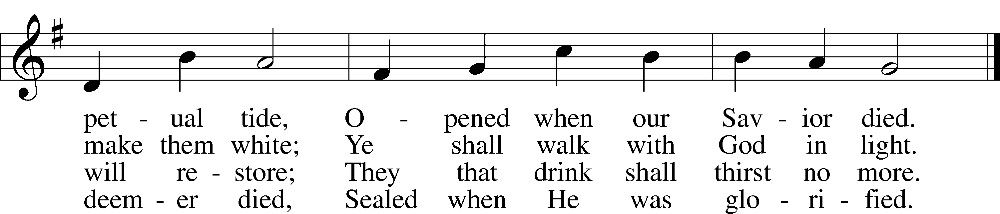 pet - ual tide, O - pened when our Sav - ior died.
make them white; Ye shall walk with God in light.
will re - store; They that drink shall thirst no more.
deem - er died, Sealed when He was glo - ri - fied.